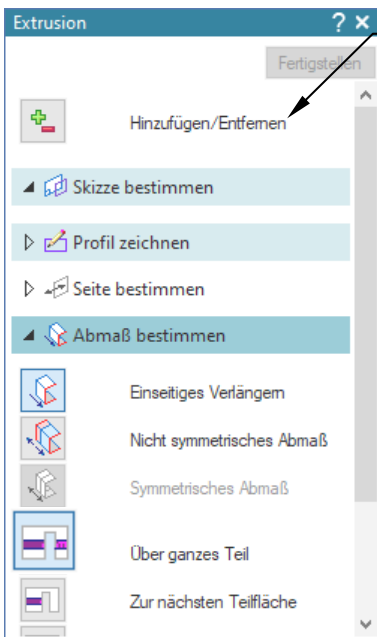 Extrusion ? ×
Fertigstellen
Hinzufügen/Entfernen
Skizze bestimmen
Profil zeichnen
Seite bestimmen
Abmaß bestimmen
Einseitiges Verlängern
Nicht symmetrisches Abmaß
Symmetrisches Abmaß
Über ganzes Teil
Zur nächsten Teilfläche